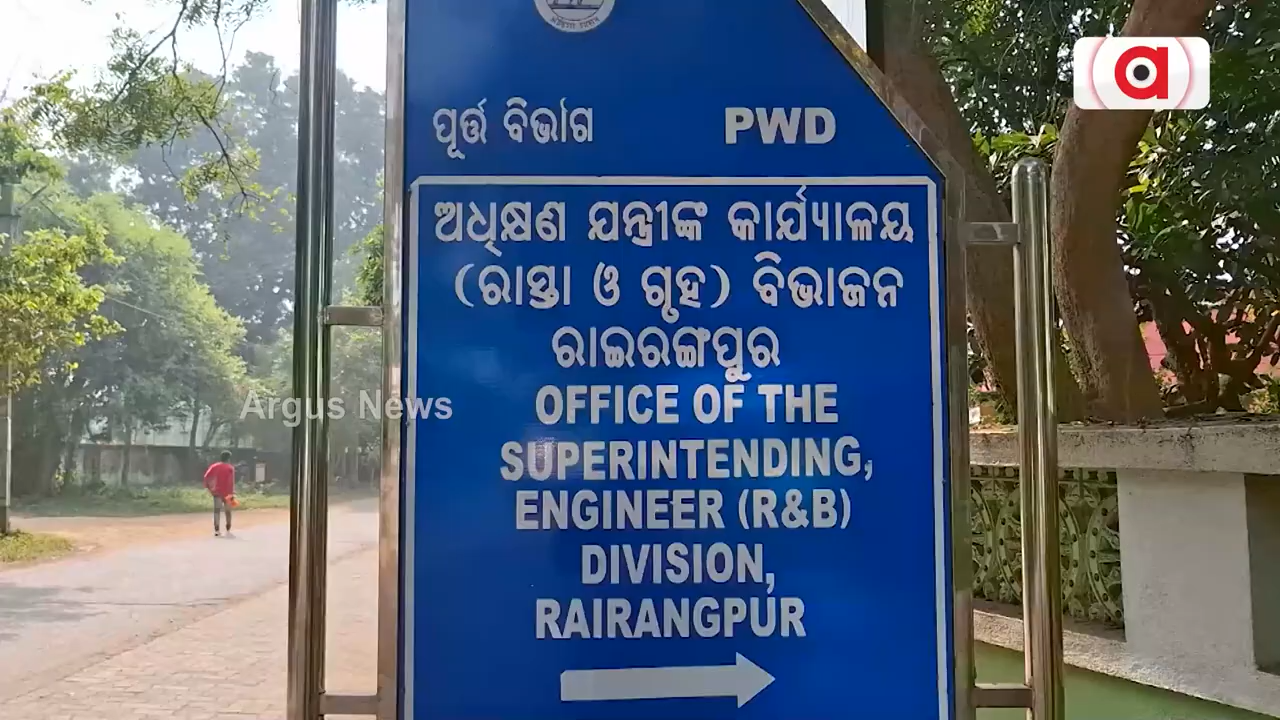 ପୂର୍ତ୍ତ ବିର୍ଭାଗ PWD
ଅଧିକ୍ଷଣ ଯନ୍ତ୍ରୀଙ୍କ କାର୍ଯ୍ୟାଳୟ
(ରାସ୍ତା ଓ ଗୃହ) ବିଭାଜନ
ରାଇରଙ୍ଗପୁର
OFFICE OF THE
SUPERINTENDING,
ENGINEER (R&B)
DIVISION,
RAIRANGPUR
Argus News
a